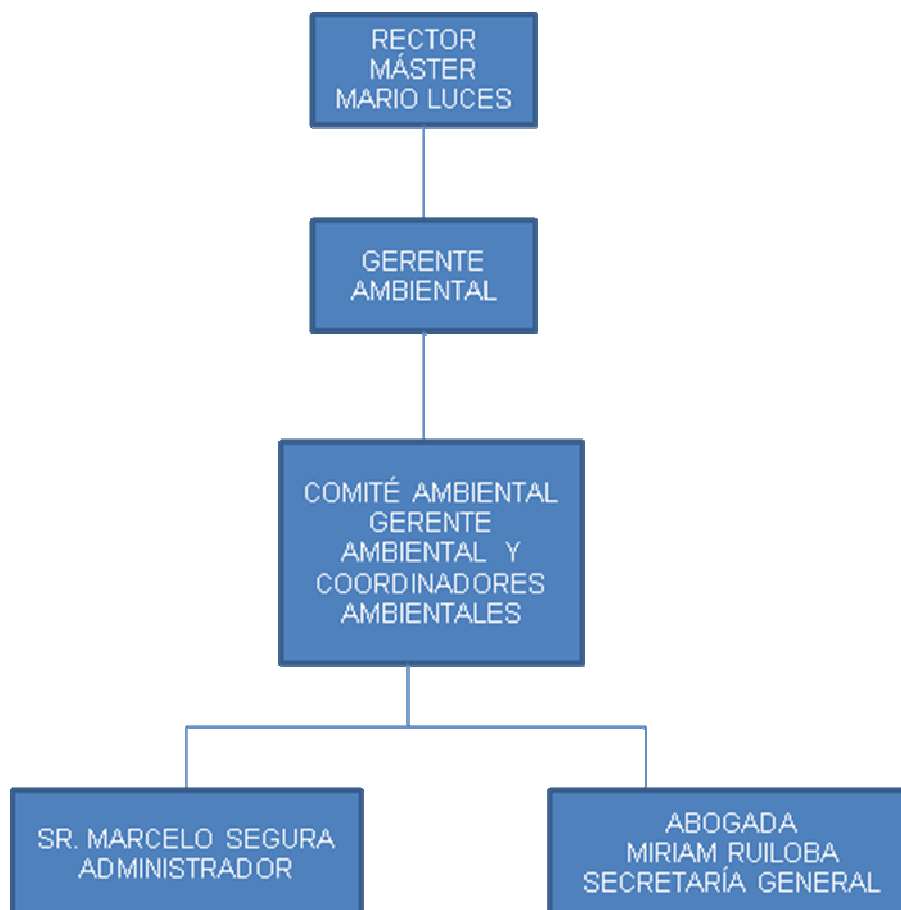 RECTOR
MÁSTER
MARIO LUCES
GERENTE
AMBIENTAL
COMITÉ AMBIENTAL
GERENTE
AMBIENTAL Y
COORDINADORES
AMBIENTALES
SR. MARCELO SEGURA
ADMINISTRADOR
ABOGADA
MIRIAM RUILOBA
SECRETARÍA GENERAL